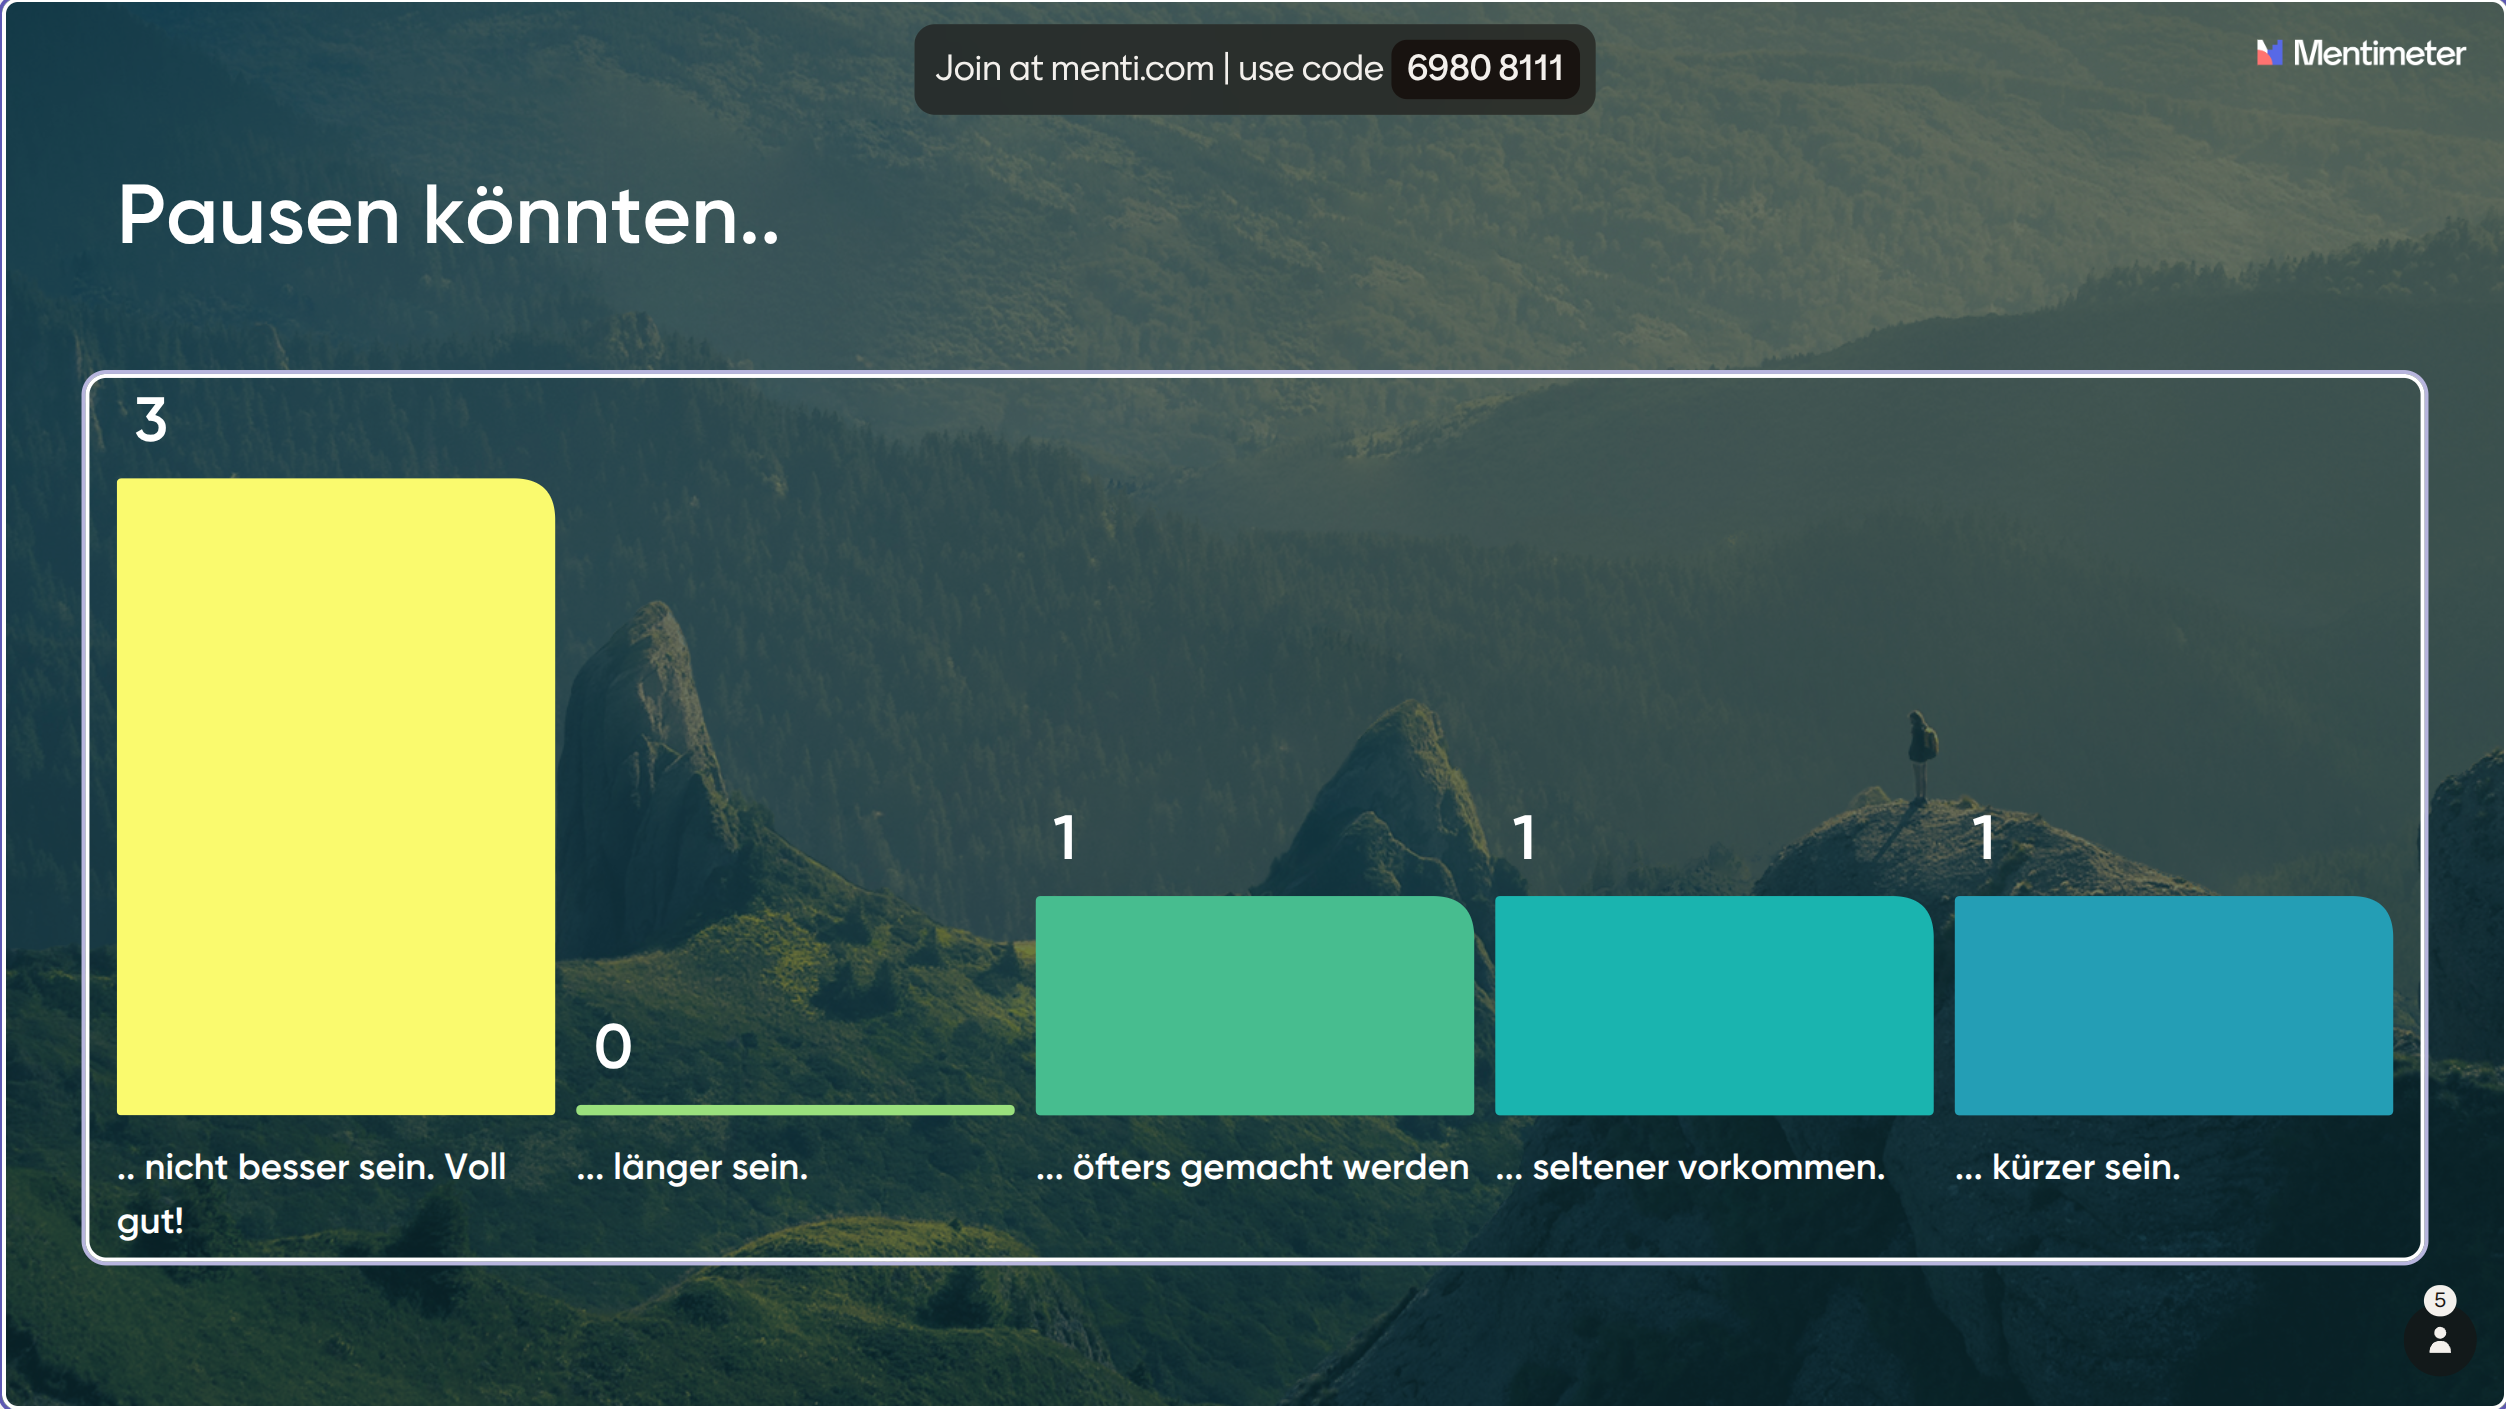 Join at menti.com | use code 6980 8111
Mentimeter
Pausen könnten..
3
0
1
1
1
.. nicht besser sein. Voll
gut!
... länger sein.
... öfters gemacht werden
... seltener vorkommen.
... kürzer sein.
5